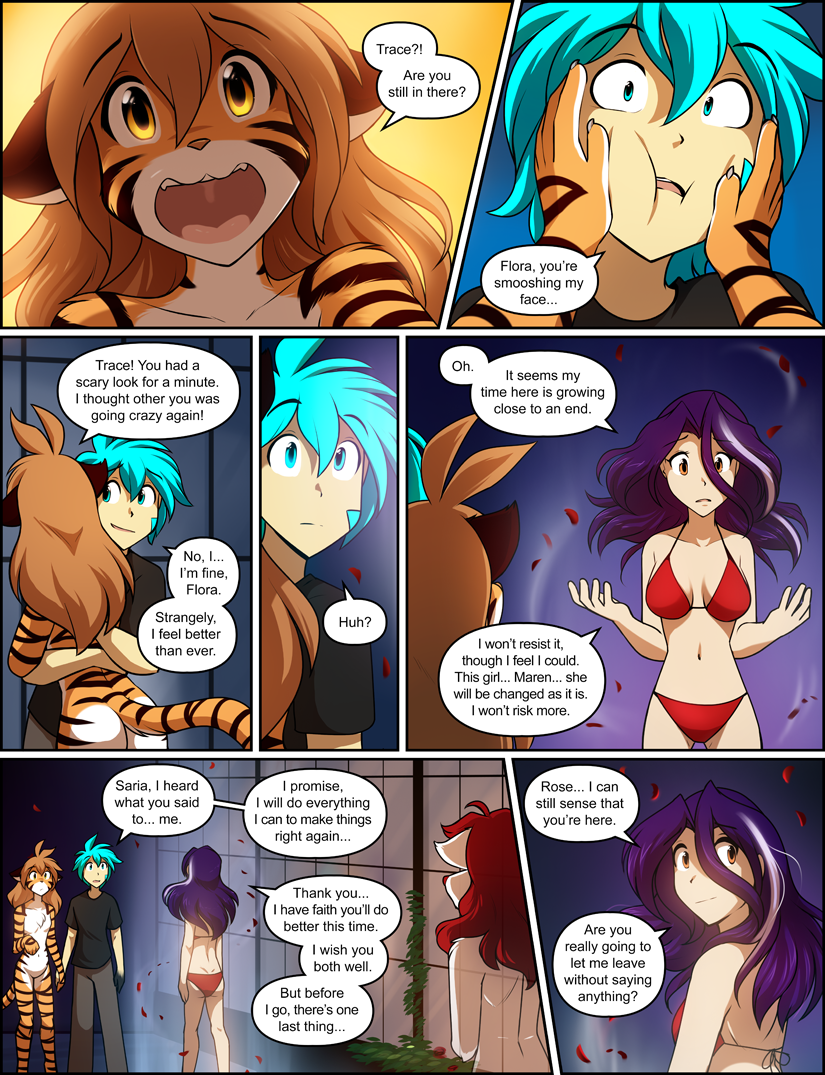 Trace?!
Are you
still in there?
Flora, you're
smooshing my
face...
Trace! You had a
scary look for a minute.
I thought other you was
going crazy again!
No, I...
I'm fine,
Flora.
Strangely,
I feel better
than ever.
Huh?
Oh.
It seems my
time here is growing
close to an end.
I won't resist it,
though I feel I could.
This girl... Maren... she
will be changed as it is.
I won't risk more.
Saria, I heard
what you said
to... me.
I promise,
I will do everything
I can to make things
right again...
Thank you...
I have faith you'll do
better this time.
I wish you
both well.
But before
I go, there's one
last thing...
Rose... I can
still sense that
you're here.
Are you
really going to
let me leave
without saying
anything?